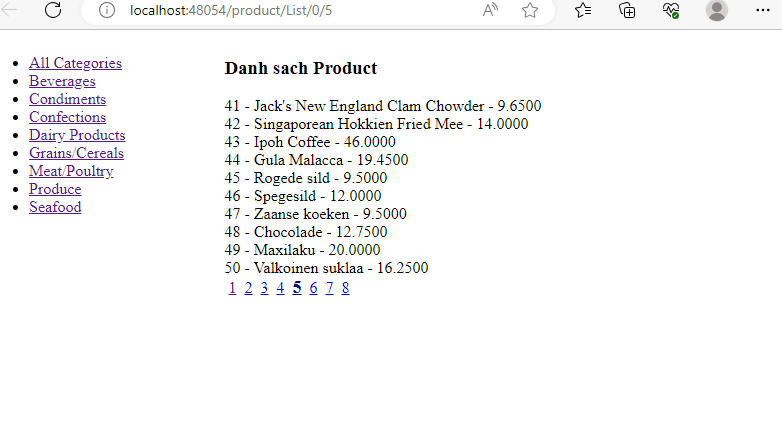 localhost:48054/product/List/0/5
All Categories
Beverages
Condiments
Confections
Dairy Products
Grains/Cereals
Meat/Poultry
Produce
Seafood
Danh sach Product
41 - Jack's New England Clam Chowder - 9.6500
42 - Singaporean Hokkien Fried Mee - 14.0000
43 - Ipoh Coffee - 46.0000
44 - Gula Malacca - 19.4500
45 - Rogede sild - 9.5000
46 - Spegesild - 12.0000
47 - Zaanse koeken - 9.5000
48 - Chocolade - 12.7500
49 - Maxilaku - 20.0000
50 - Valkoinen suklaa - 16.2500
1 2 3 4 5 6 7 8